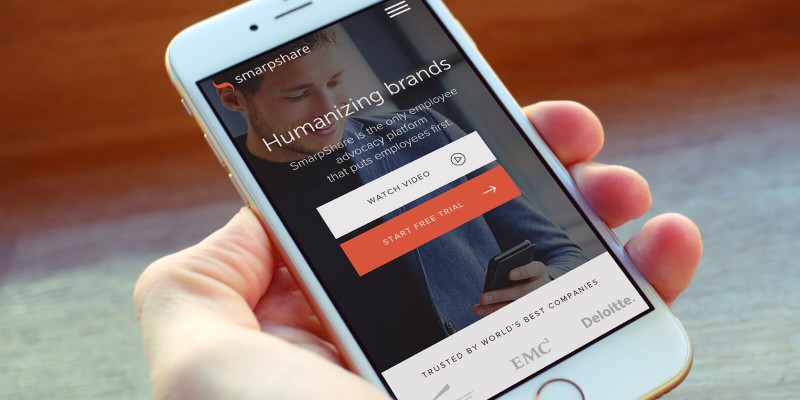 smarpshare
Humanizing brands
SmarpShare is the only employee
advocacy platform
that puts employees first.
WATCH VIDEO
START FREE TRIAL
TRUSTED BY WORLD'S BEST COMPANIES
EMC²
Deloitte.